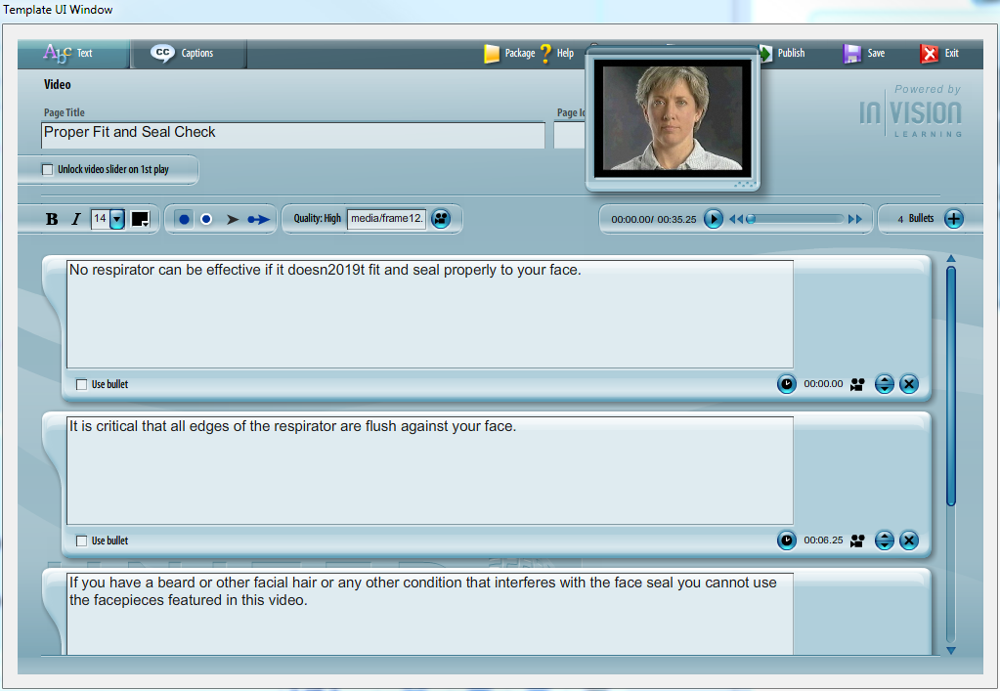 Template UI Window
Abc Text
CC Captions
Package
? Help
Publish
Save
Exit
Video
Powered by
IN VISION
LEARNING
Page Title
Page Id
Proper Fit and Seal Check
Unlock video slider on 1st play
B I 14
Quality: High
media/frame12.
00:00.00/ 00:35.25
4 Bullets
No respirator can be effective if it doesn2019t fit and seal properly to your face.
Use bullet
00:00.00
It is critical that all edges of the respirator are flush against your face.
Use bullet
00:06.25
If you have a beard or other facial hair or any other condition that interferes with the face seal you cannot use
the facepieces featured in this video.